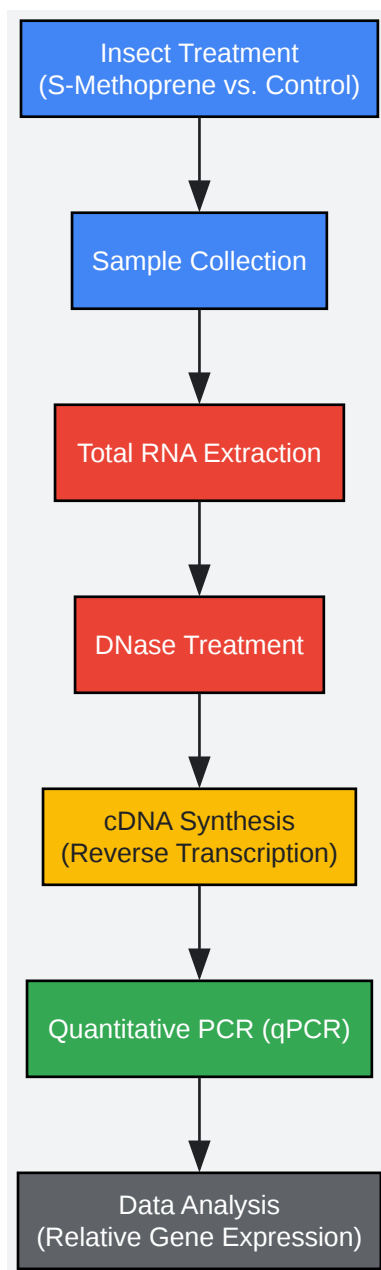 Insect Treatment
(S-Methoprene vs. Control)
Sample Collection
Total RNA Extraction
DNase Treatment
cDNA Synthesis
(Reverse Transcription)
Quantitative PCR (qPCR)
Data Analysis
(Relative Gene Expression)